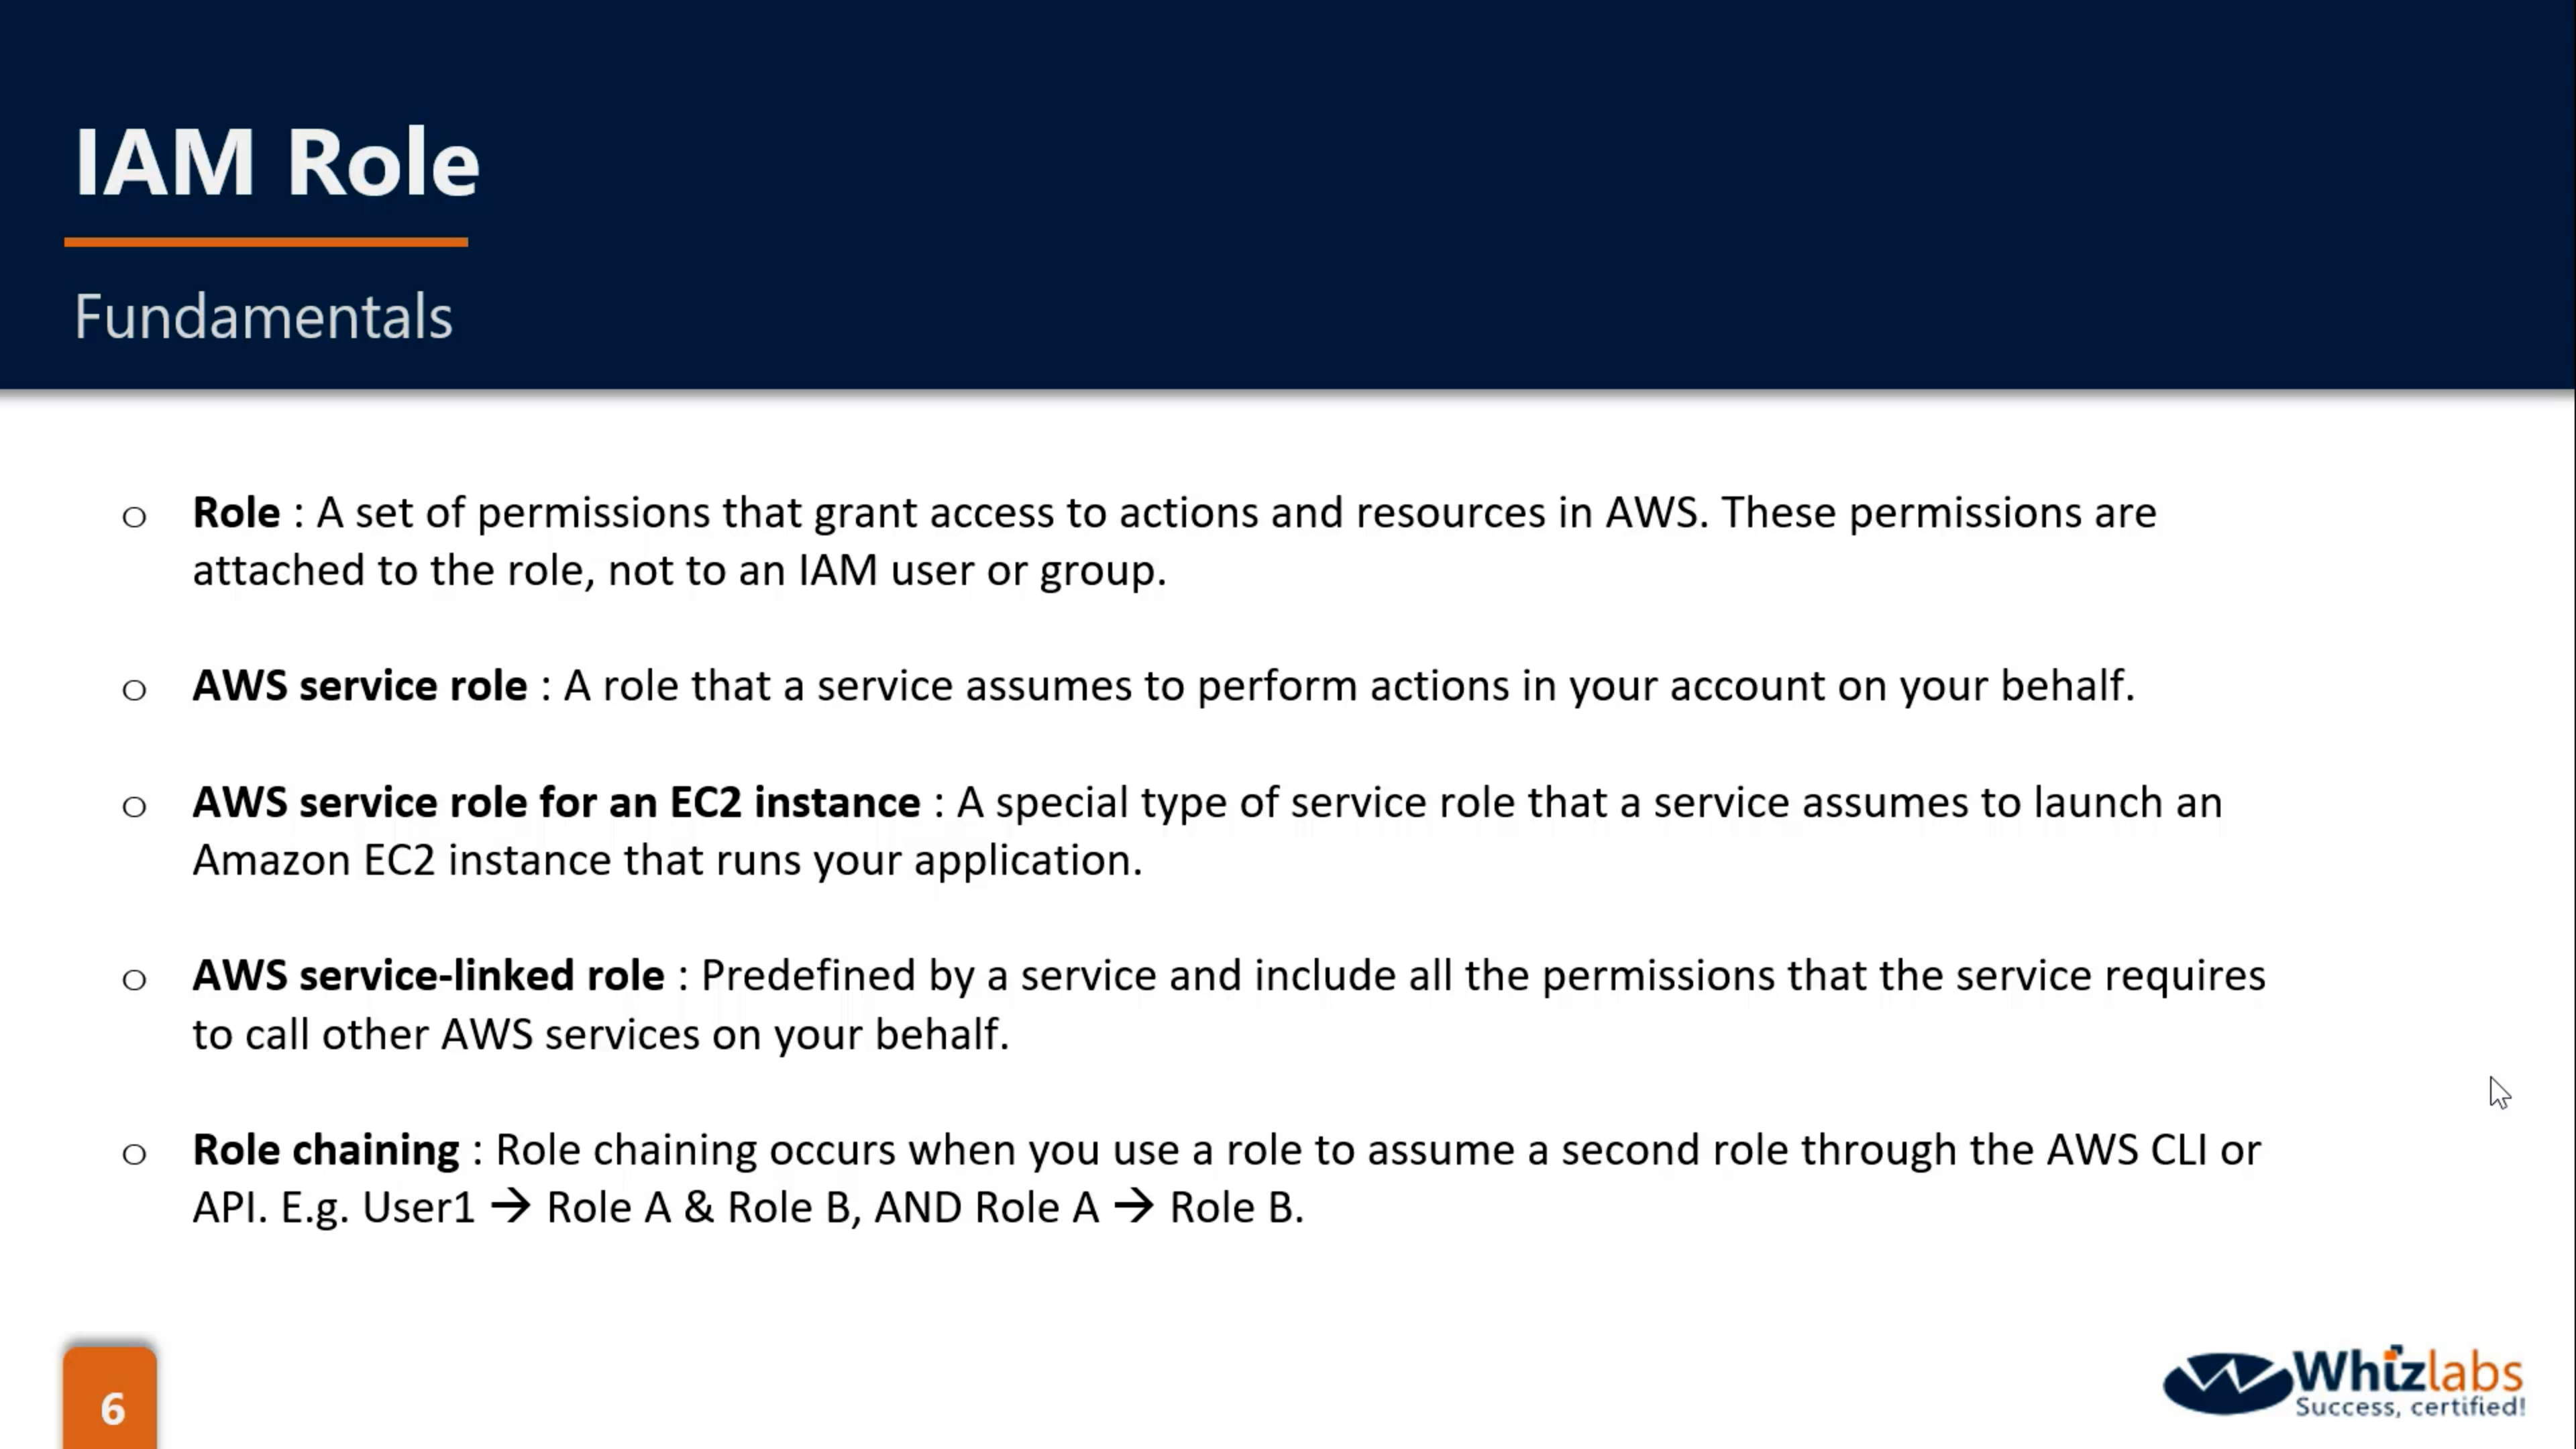 IAM Role
Fundamentals
o Role : A set of permissions that grant access to actions and resources in AWS. These permissions are
attached to the role, not to an IAM user or group.
o AWS service role : A role that a service assumes to perform actions in your account on your behalf.
o AWS service role for an EC2 instance : A special type of service role that a service assumes to launch an
Amazon EC2 instance that runs your application.
o AWS service-linked role : Predefined by a service and include all the permissions that the service requires
to call other AWS services on your behalf.
o Role chaining : Role chaining occurs when you use a role to assume a second role through the AWS CLI or
API. E.g. User1 → Role A & Role B, AND Role A → Role B.
6
Whizlabs
Success, certified!